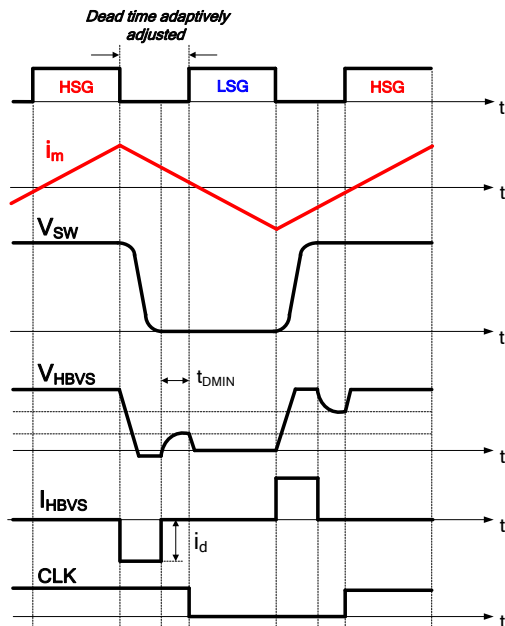 Dead time adaptively
adjusted
HSG
LSG
HSG
t
im
t
VSW
t
VHBVS
tDMIN
t
IHBVS
id
t
CLK
t